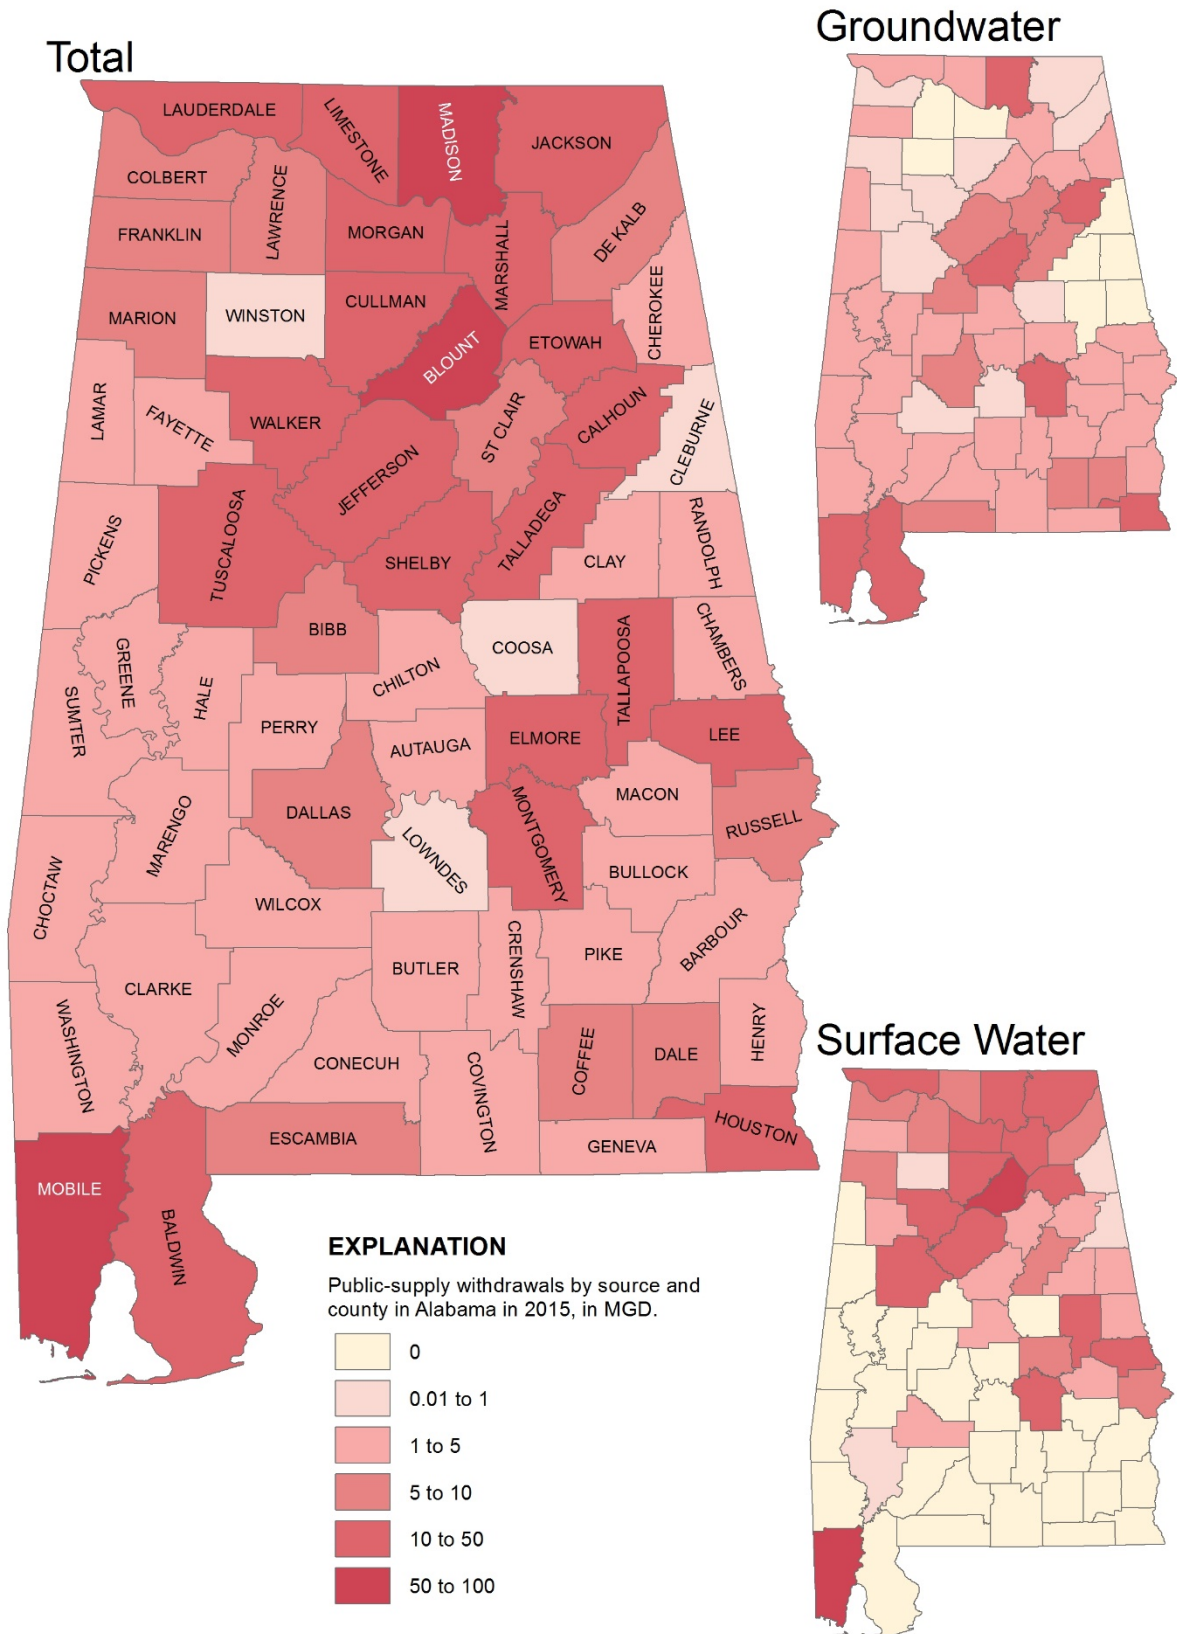 Total
Groundwater
LAUDERDALE
LIMESTONE
MADISON
JACKSON
COLBERT
LAWRENCE
FRANKLIN
MORGAN
MARSHALL
DE KALB
CHEROKEE
MARION
WINSTON
CULLMAN
BLOUNT
ETOWAH
LAMAR
FAYETTE
WALKER
JEFFERSON
ST CLAIR
CALHOUN
CLEBURNE
PICKENS
TUSCALOOSA
SHELBY
TALLADEGA
CLAY
RANDOLPH
GREENE
BIBB
COOSA
CHAMBERS
SUMTER
HALE
PERRY
CHILTON
TALLAPOOSA
AUTAUGA
ELMORE
LEE
MARENGO
DALLAS
LOWNDES
MONTGOMERY
MACON
RUSSELL
CHOCTAW
WILCOX
BULLOCK
CLARKE
BUTLER
CRENSHAW
PIKE
BARBOUR
WASHINGTON
MONROE
CONECUH
COVINGTON
COFFEE
DALE
HENRY
Surface Water
ESCAMBIA
GENEVA
HOUSTON
MOBILE
BALDWIN
EXPLANATION
Public-supply withdrawals by source and
county in Alabama in 2015, in MGD.
0
0.01 to 1
1 to 5
5 to 10
10 to 50
50 to 100